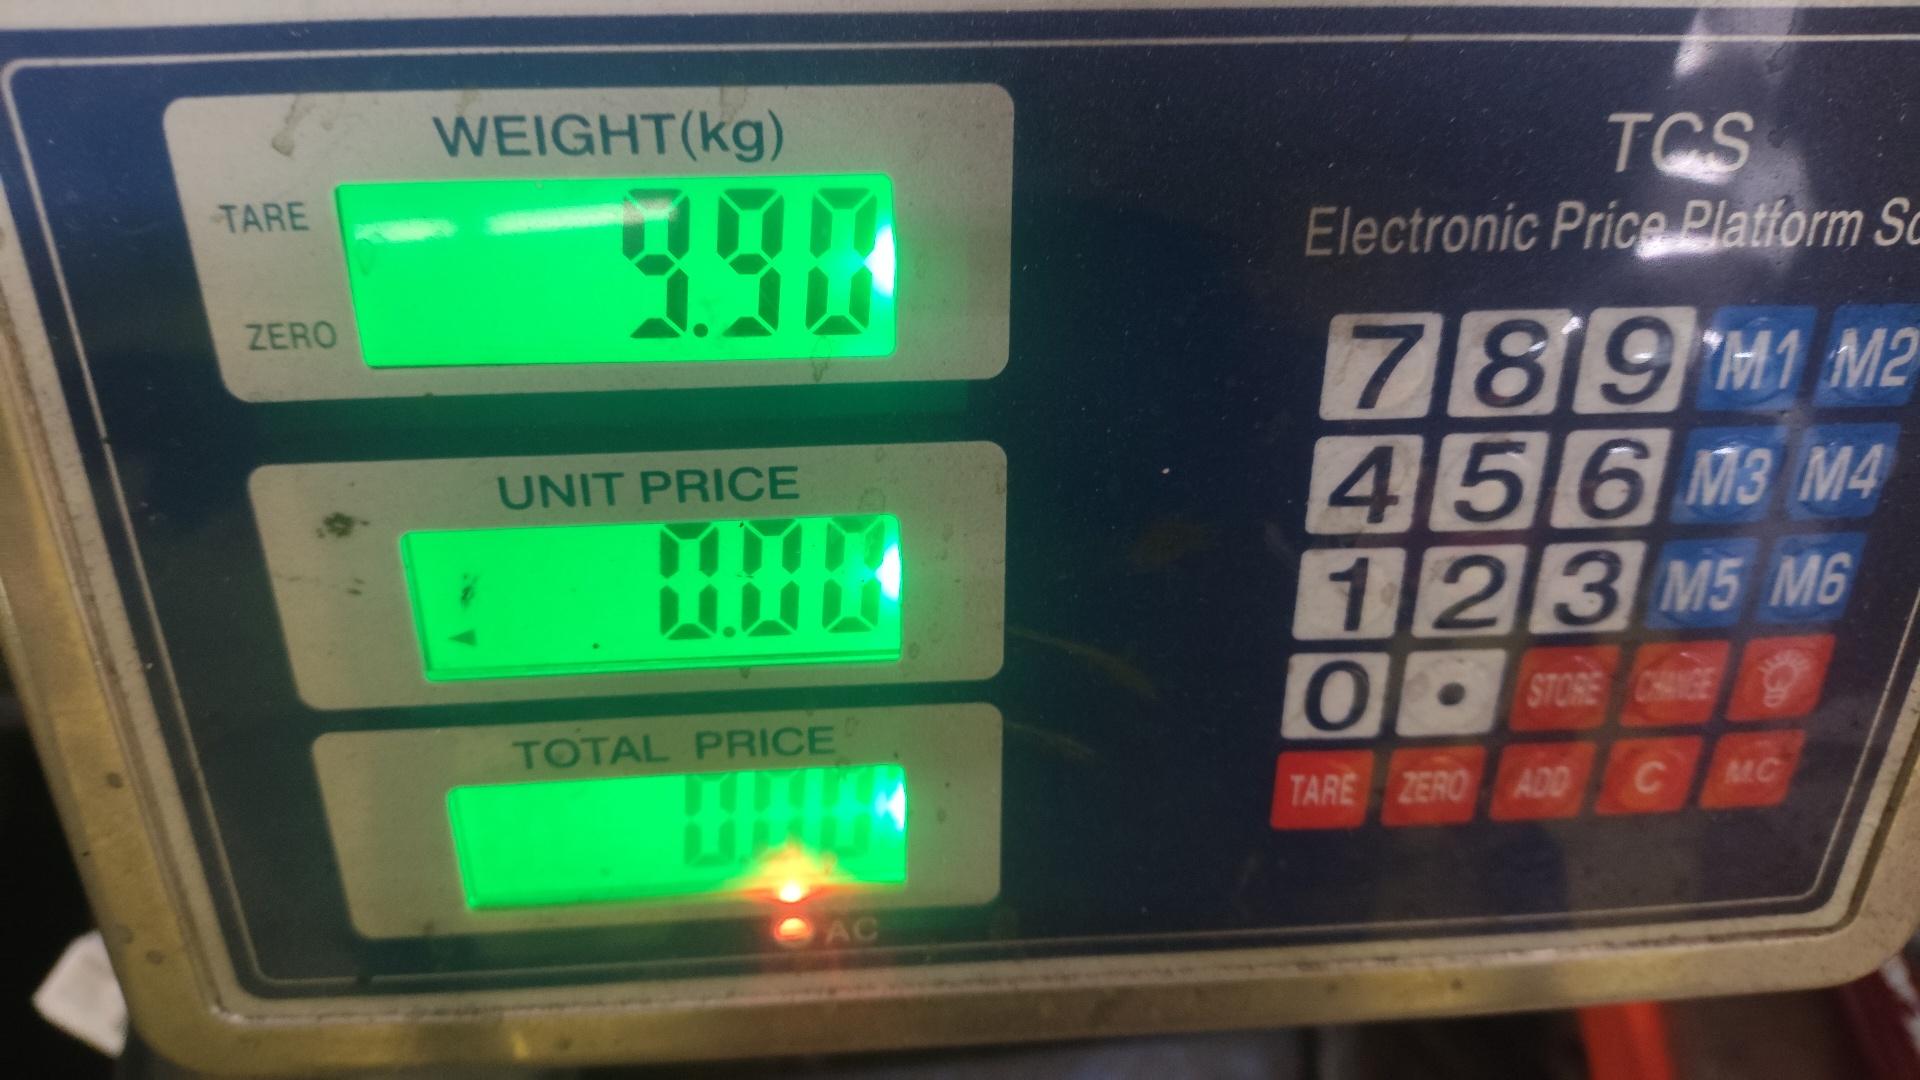 WEIGHT(kg)
TARE
9.90
ZERO
UNIT PRICE
0.00
TOTAL PRICE
0.00
AC
TCS
Electronic Price Platform
7 8 9 M1 M2
4 5 6 M3 M4
1 2 3 M5 M6
0 . STORE CHANGE
TARE ZERO ADD C M.C